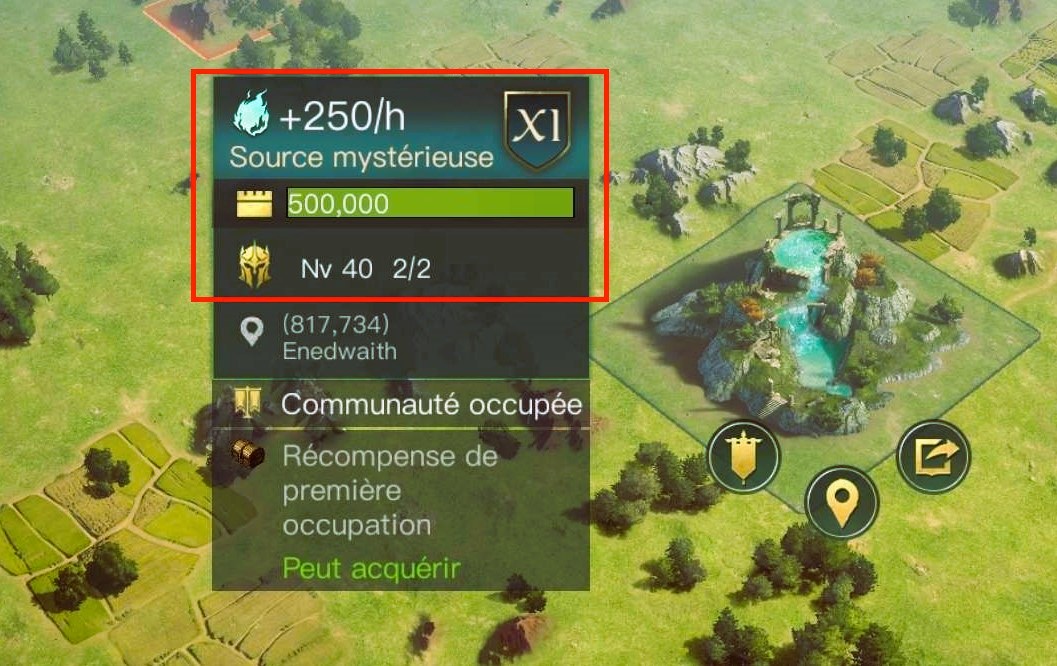 +250/h
XI
Source mystérieuse
500,000
Nv 40 2/2
(817,734)
Enedwaith
Communauté occupée
Récompense de
première
occupation
Peut acquérir